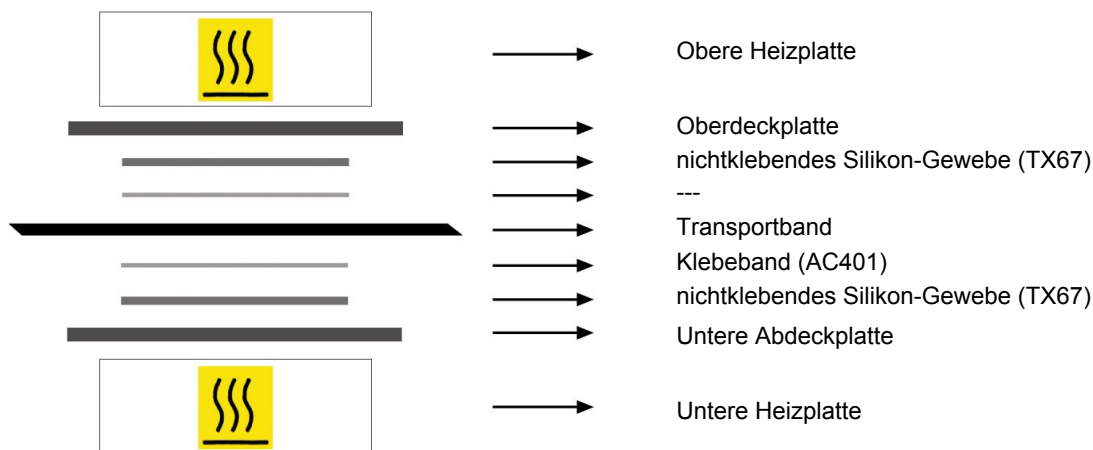 Obere Heizplatte
Oberdeckplatte
nichtklebendes Silikon-Gewebe (TX67)
---
Transportband
Klebeband (AC401)
nichtklebendes Silikon-Gewebe (TX67)
Untere Abdeckplatte
Untere Heizplatte